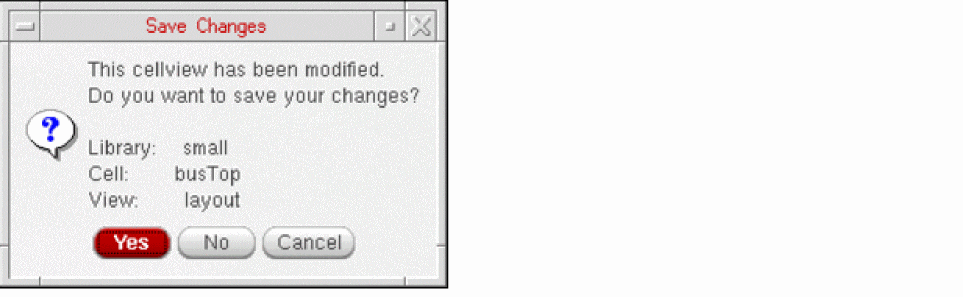 Save Changes
This cellview has been modified.
Do you want to save your changes?
?
Library: small
Cell: busTop
View: layout
Yes No Cancel